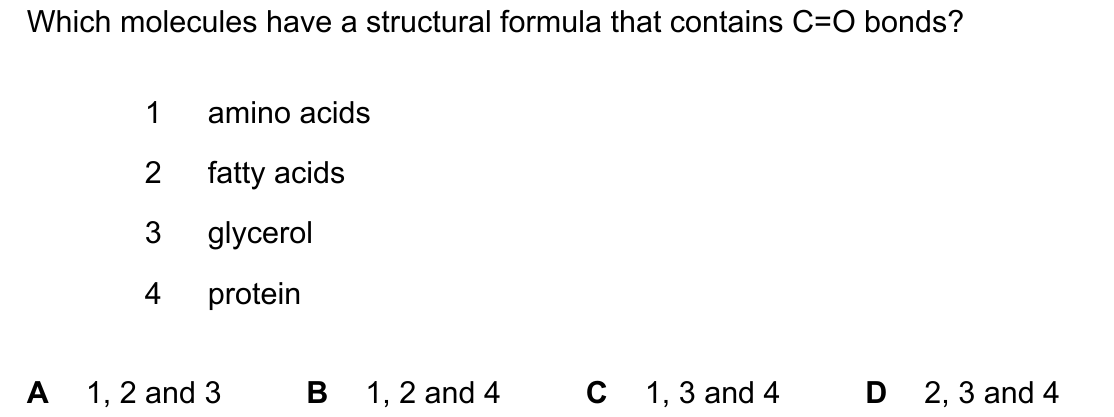 Which molecules have a structural formula that contains C=O bonds?
1 amino acids
2 fatty acids
3 glycerol
4 protein
A 1, 2 and 3 B 1, 2 and 4 C 1, 3 and 4 D 2, 3 and 4